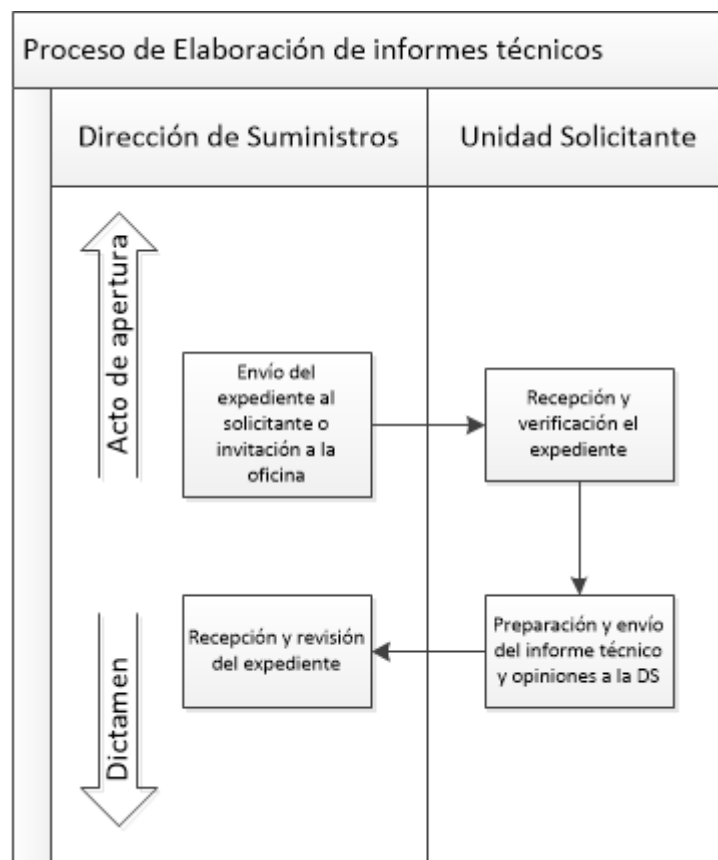 Proceso de Elaboración de informes técnicos
Dirección de Suministros
Unidad Solicitante
Acto de apertura
Envío del
expediente al
solicitante o
invitación a la
oficina
Recepción y
verificación el
expediente
Dictamen
Recepción y revisión
del expediente
Preparación y envío
del informe técnico
y opiniones a la DS